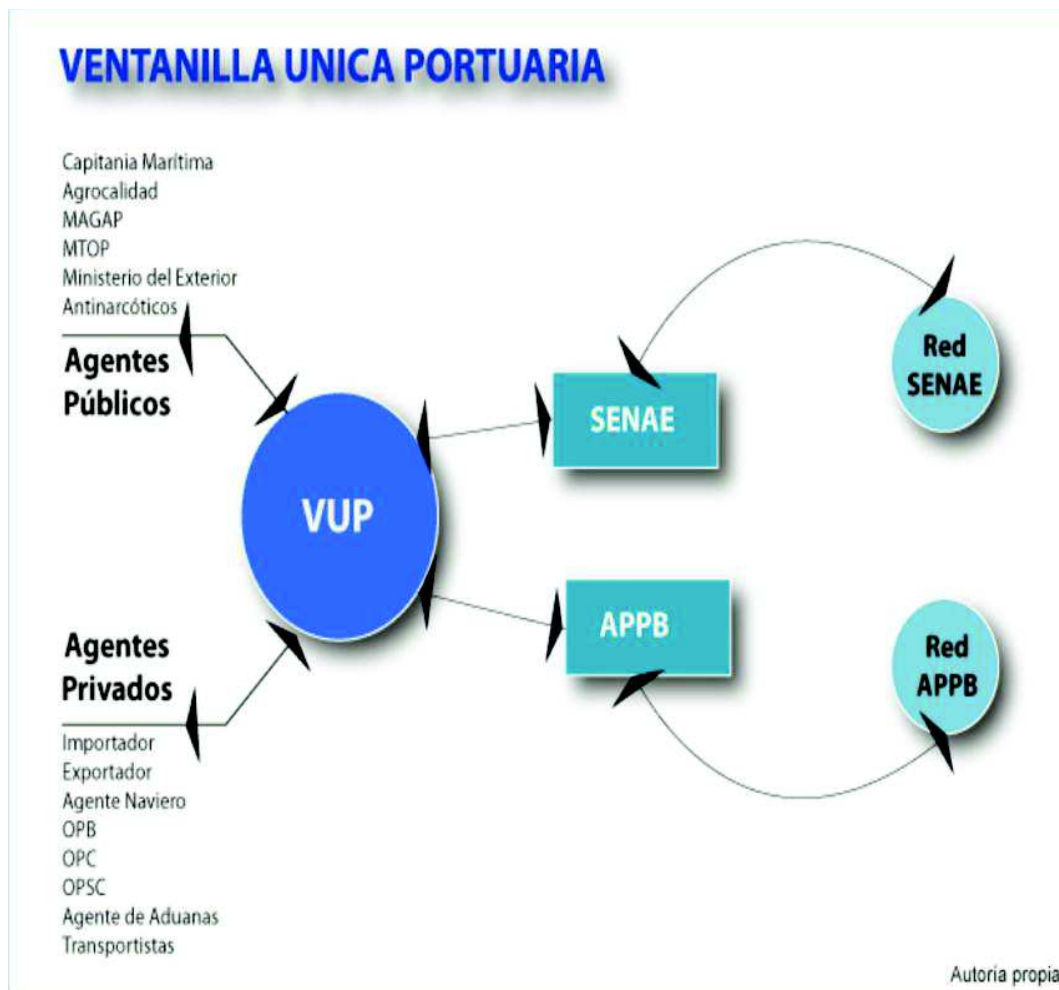 VENTANILLA UNICA PORTUARIA
Capitania Marítima
Agrocalidad
MAGAP
MTOP
Ministerio del Exterior
Antinarcóticos
Agentes
Públicos
VUP
SENAE
Red
SENAE
APPB
Red
APPB
Agentes
Privados
Importador
Exportador
Agente Naviero
OPB
OPC
OPSC
Agente de Aduanas
Transportistas
Autoría propia